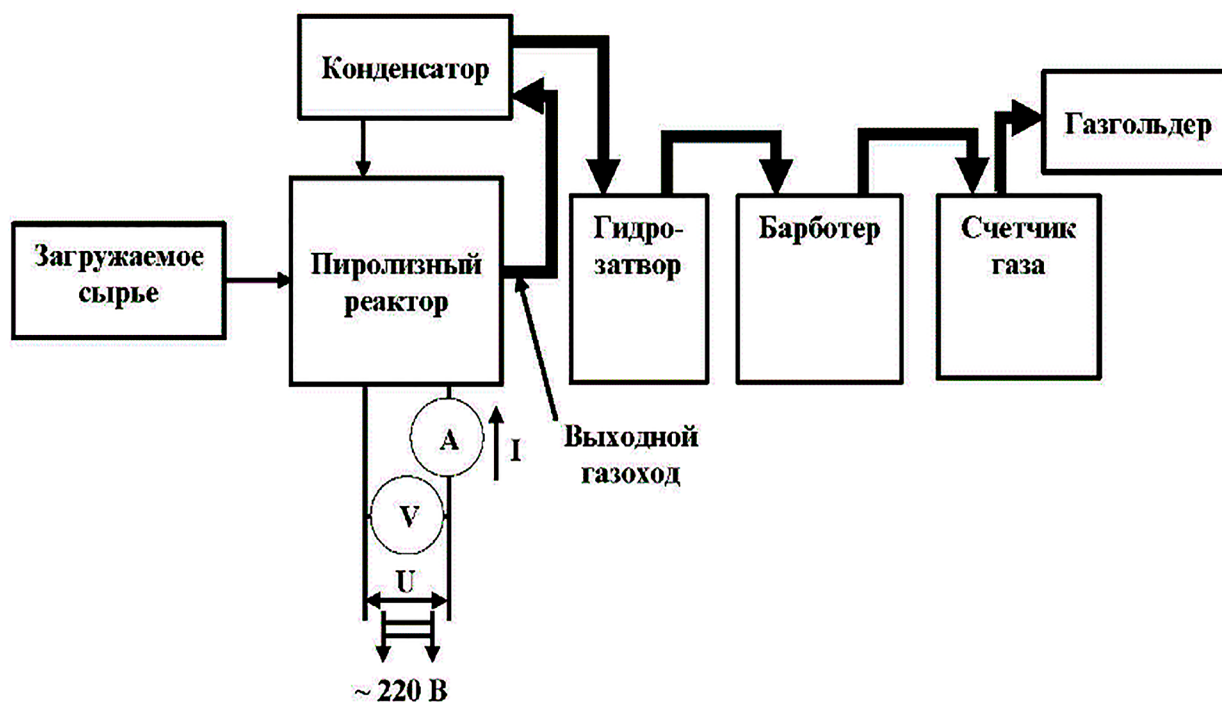 Конденсатор
Газгольдер
Загружаемое
сырье
Пиролизный
реактор
Гидро-
затвор
Барботер
Счетчик
газа
A
I
Выходной
газоход
V
U
~ 220 В